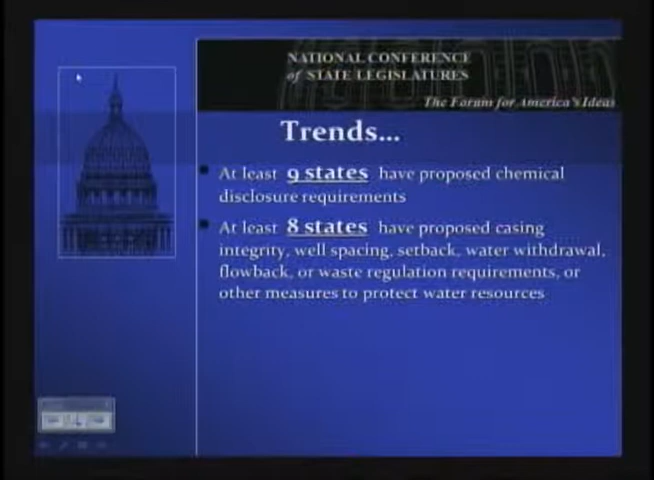 NATIONAL CONFERENCE
of STATE LEGISLATURES
The Forum for America's Ideas
Trends...
At least 9 states have proposed chemical
disclosure requirements
At least 8 states have proposed casing
integrity, well spacing, setback, water withdrawal,
flowback, or waste regulation requirements, or
other measures to protect water resources